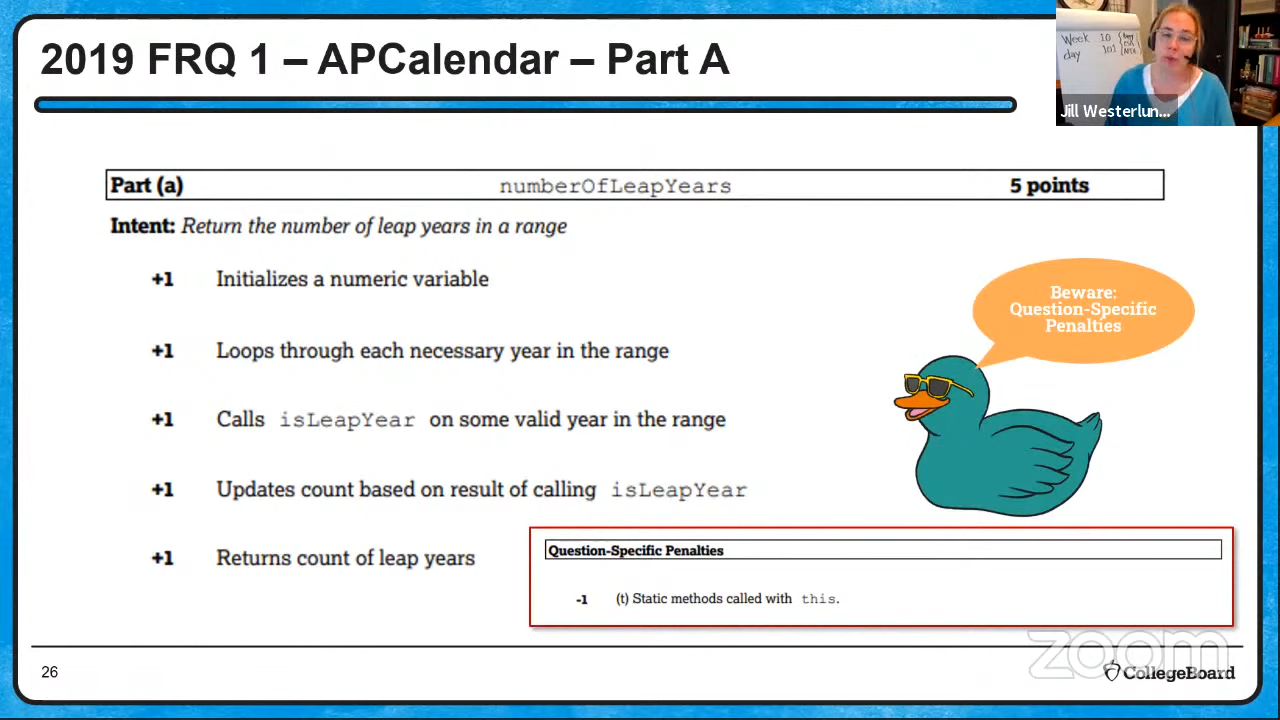 2019 FRQ 1 – APCalendar – Part A
Week 10
day 101
Jill Westerlun...
Part (a) numberOfLeapYears 5 points
Intent: Return the number of leap years in a range
+1 Initializes a numeric variable
+1 Loops through each necessary year in the range
+1 Calls isLeapYear on some valid year in the range
+1 Updates count based on result of calling isLeapYear
+1 Returns count of leap years
Beware:
Question-Specific
Penalties
Question-Specific Penalties
-1 (t) Static methods called with this.
zoom
26
CollegeBoard